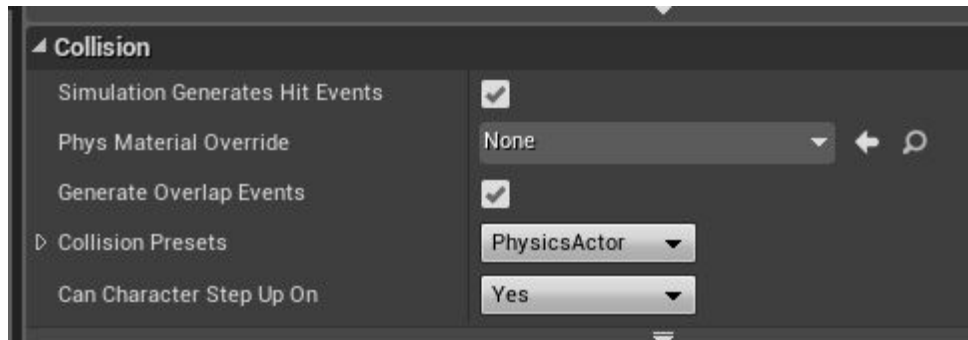 Collision
Simulation Generates Hit Events
Phys Material Override None
Generate Overlap Events
Collision Presets PhysicsActor
Can Character Step Up On Yes